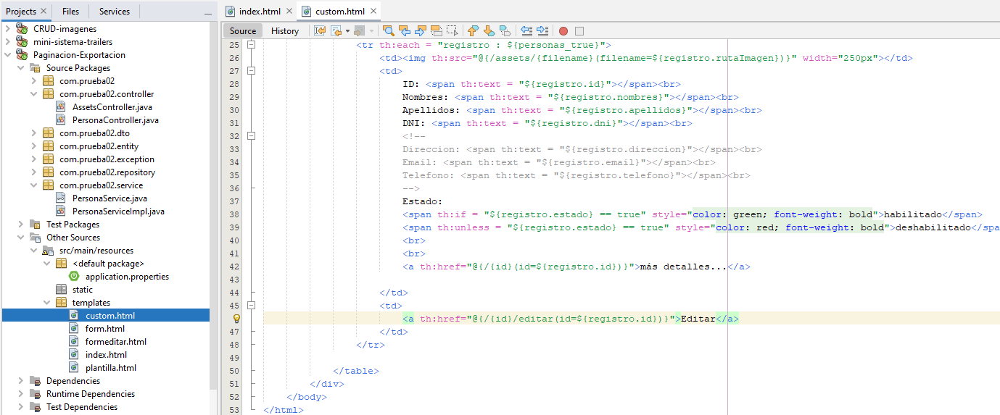 Projects
Files
Services
CRUD-imagenes
mini-sistema-trailers
Paginacion-Exportacion
Source Packages
com.prueba02
com.prueba02.controller
AssetsController.java
PersonaController.java
com.prueba02.dto
com.prueba02.entity
com.prueba02.exception
com.prueba02.repository
com.prueba02.service
PersonaService.java
PersonaServiceImpl.java
Test Packages
Other Sources
src/main/resources
<default package>
application.properties
static
templates
custom.html
form.html
formeditar.html
index.html
plantilla.html
Dependencies
Runtime Dependencies
Test Dependencies
index.html
custom.html
Source
History
25 <tr th:each = "registro : ${personas_true}">
26 <td><img th:src="@{/assets/{filename}(filename=${registro.rutaImagen})}" width="250px"></td>
27 <td>
28 ID: <span th:text = "${registro.id}"></span><br>
29 Nombres: <span th:text = "${registro.nombres}"></span><br>
30 Apellidos: <span th:text = "${registro.apellidos}"></span><br>
31 DNI: <span th:text = "${registro.dni}"></span><br>
32 <!--
33 Direccion: <span th:text = "${registro.direccion}"></span><br>
34 Email: <span th:text = "${registro.email}"></span><br>
35 Telefono: <span th:text = "${registro.telefono}"></span><br>
36 -->
37 Estado:
38 <span th:if = "${registro.estado} == true" style="color: green; font-weight: bold">habilitado</span>
39 <span th:unless = "${registro.estado} == true" style="color: red; font-weight: bold">deshabilitado</spa
40 <br>
41 <br>
42 <a th:href="@{/{id}(id=${registro.id})}">más detalles...</a>
43
44 </td>
45 <td>
<a th:href="@{/{id}/editar(id=${registro.id})}">Editar</a>
47 </td>
48 </tr>
49
50 </table>
51 </div>
52 </body>
53 </html>